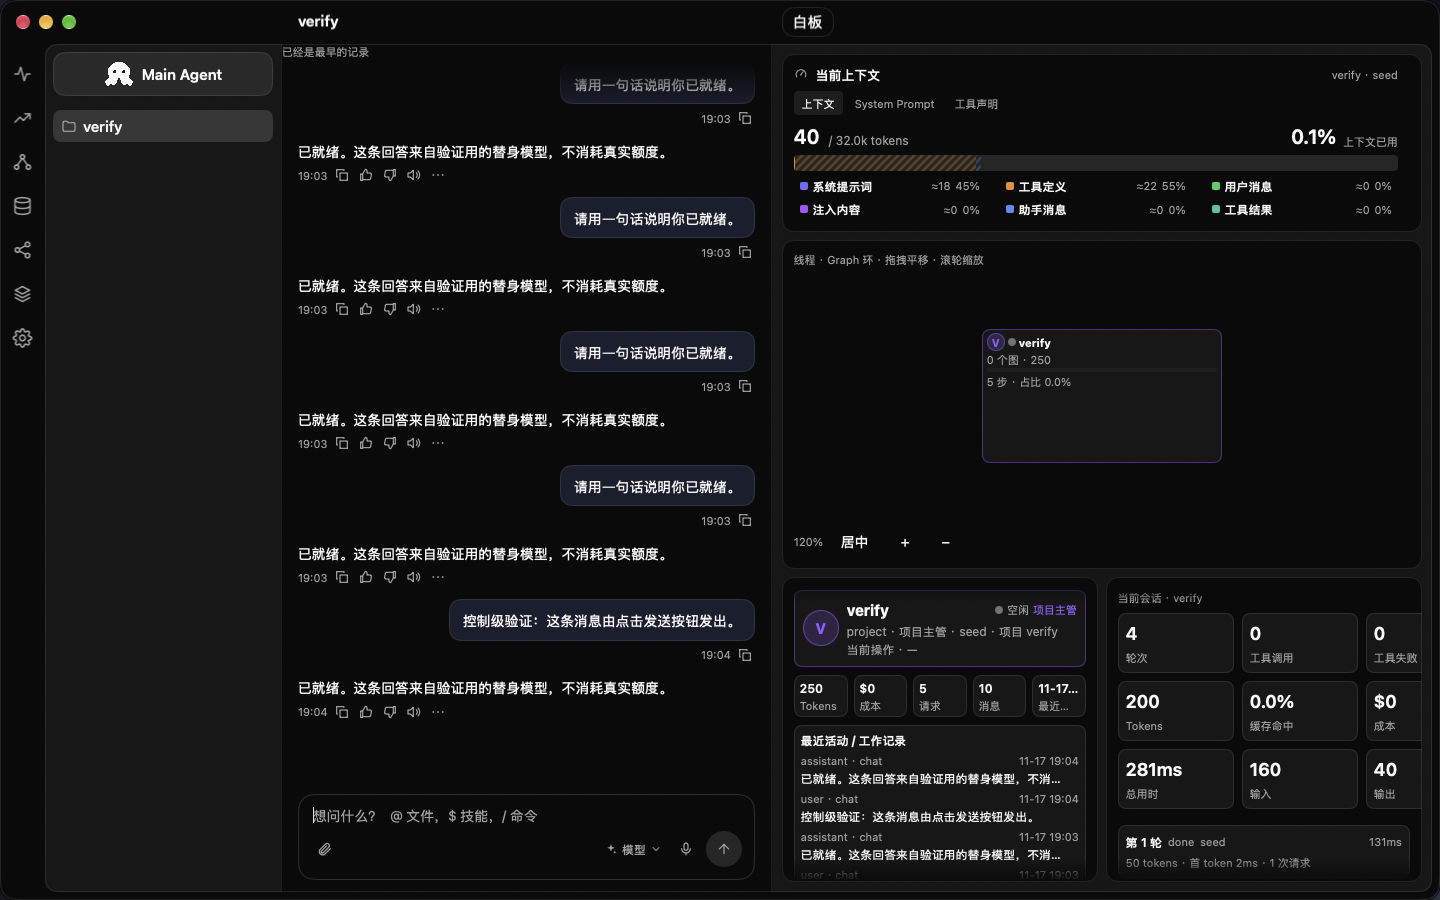 verify
白板
Main Agent
verify
已经是最早的记录
请用一句话说明你已就绪。
19:03
已就绪。这条回答来自验证用的替身模型，不消耗真实额度。
19:03
请用一句话说明你已就绪。
19:03
已就绪。这条回答来自验证用的替身模型，不消耗真实额度。
19:03
请用一句话说明你已就绪。
19:03
已就绪。这条回答来自验证用的替身模型，不消耗真实额度。
19:03
请用一句话说明你已就绪。
19:03
已就绪。这条回答来自验证用的替身模型，不消耗真实额度。
19:03
控制级验证：这条消息由点击发送按钮发出。
19:04
已就绪。这条回答来自验证用的替身模型，不消耗真实额度。
19:04
想问什么？ @ 文件，$ 技能，/ 命令
模型
当前上下文 verify · seed
上下文 System Prompt 工具声明
40 / 32.0k tokens 0.1% 上下文已用
系统提示词 ≈18 45% 工具定义 ≈22 55% 用户消息 ≈0 0%
注入内容 ≈0 0% 助手消息 ≈0 0% 工具结果 ≈0 0%
线程 · Graph 环 · 拖拽平移 · 滚轮缩放
V verify
0 个图 · 250
5 步 · 占比 0.0%
120% 居中 + −
V verify 空闲 项目主管
project · 项目主管 · seed · 项目 verify
当前操作 · —
250 $0 5 10 11-17…
Tokens 成本 请求 消息 最近…
最近活动 / 工作记录
assistant · chat 11-17 19:04
已就绪。这条回答来自验证用的替身模型，不消…
user · chat 11-17 19:04
控制级验证：这条消息由点击发送按钮发出。
assistant · chat 11-17 19:03
已就绪。这条回答来自验证用的替身模型，不消…
user · chat 11-17 19:03
当前会话 · verify
4 0 0
轮次 工具调用 工具失败
200 0.0% $0
Tokens 缓存命中 成本
281ms 160 40
总用时 输入 输出
第 1 轮 done seed 131ms
50 tokens · 首 token 2ms · 1 次请求